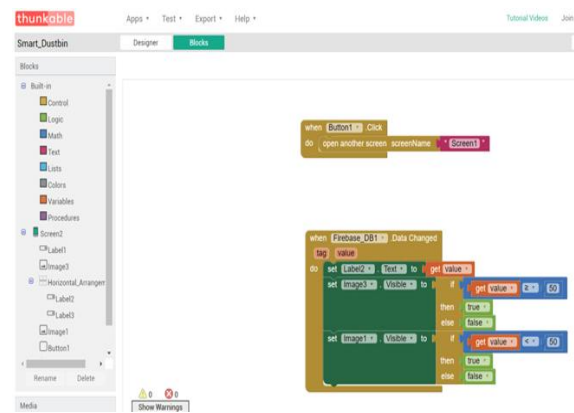 thunkable Apps Test Export Help Tutorial Videos Join
Smart_Dustbin Designer Blocks
Blocks
Built-in
Control
Logic
Math
Text
Lists
Colors
Variables
Procedures
Screen2
Label1
Image3
Horizontal_Arrangem
Label2
Label3
Image1
Button1
Rename Delete
Media
when Button1 .Click
do open another screen screenName " Screen1 "
when Firebase_DB1 .Data Changed
tag value
do set Label2 . Text to get value
set Image3 . Visible to if get value ≥ 50
then true
else false
set Image1 . Visible to if get value < 50
then true
else false
0 0
Show Warnings